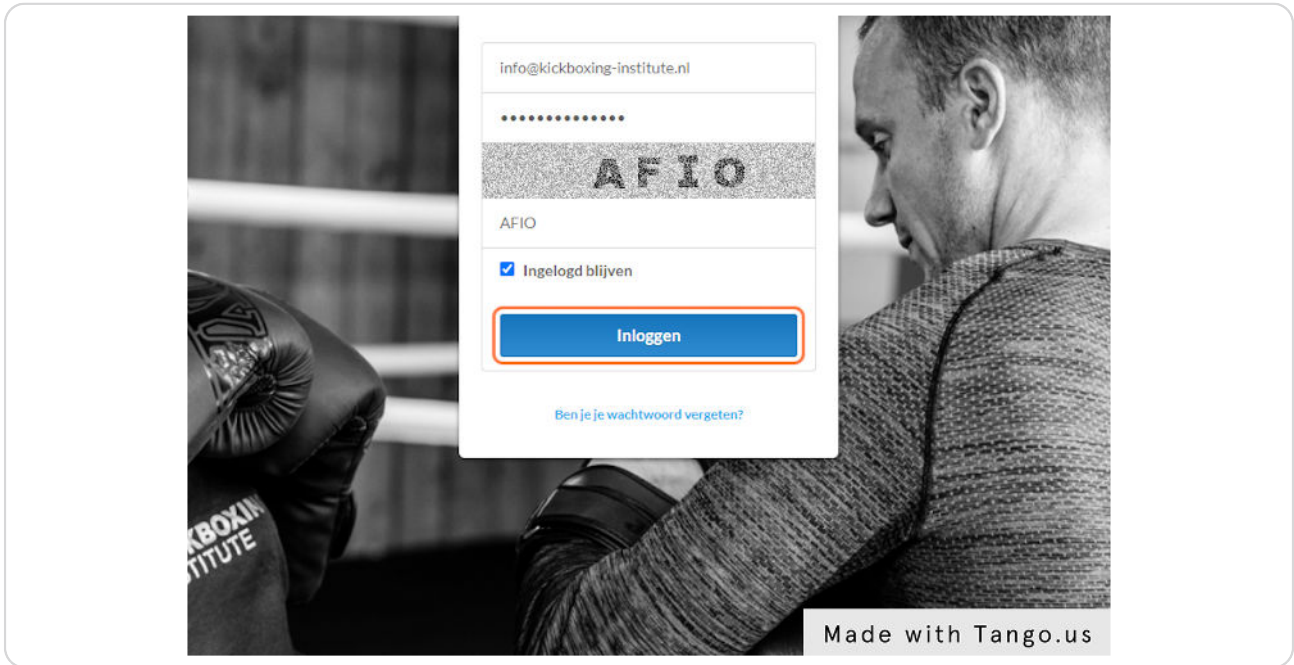 info@kickboxing-institute.nl
••••••••••••••
AFIO
AFIO
Ingelogd blijven
Inloggen
Ben je je wachtwoord vergeten?
KBOXIN
TITUTE
Made with Tango.us